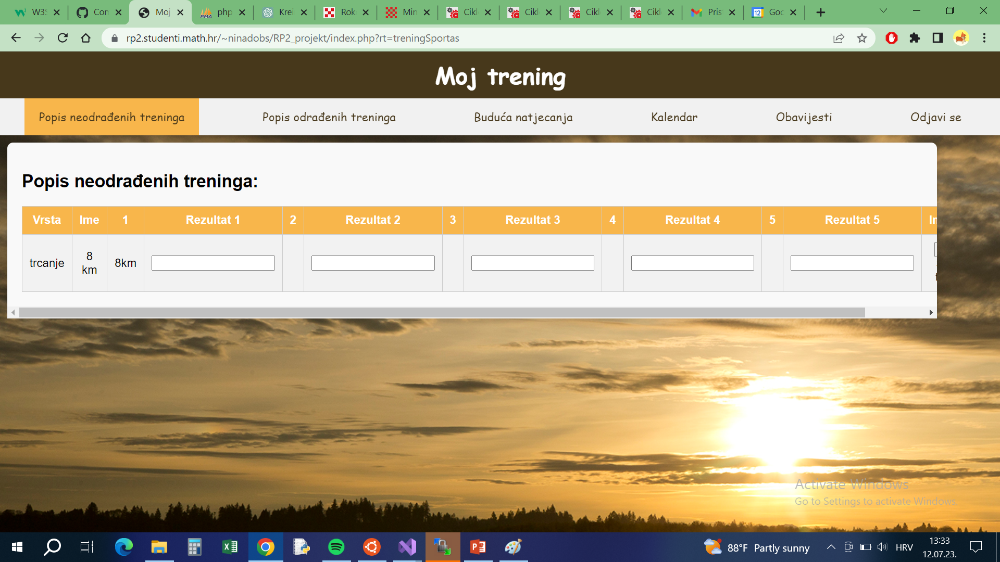 W3S
Con
Moj
php
Krei
Rok
Min
Cikl
Cikl
Cikl
Cikl
Pris
Goc
rp2.studenti.math.hr/~ninadobs/RP2_projekt/index.php?rt=treningSportas
Moj trening
Popis neodrađenih treninga
Popis odrađenih treninga
Buduća natjecanja
Kalendar
Obavijesti
Odjavi se
Popis neodrađenih treninga:
Vrsta Ime 1 Rezultat 1 2 Rezultat 2 3 Rezultat 3 4 Rezultat 4 5 Rezultat 5
trcanje 8 km 8km
Activate Windows
Go to Settings to activate Windows.
88°F Partly sunny
HRV
13:33
12.07.23.